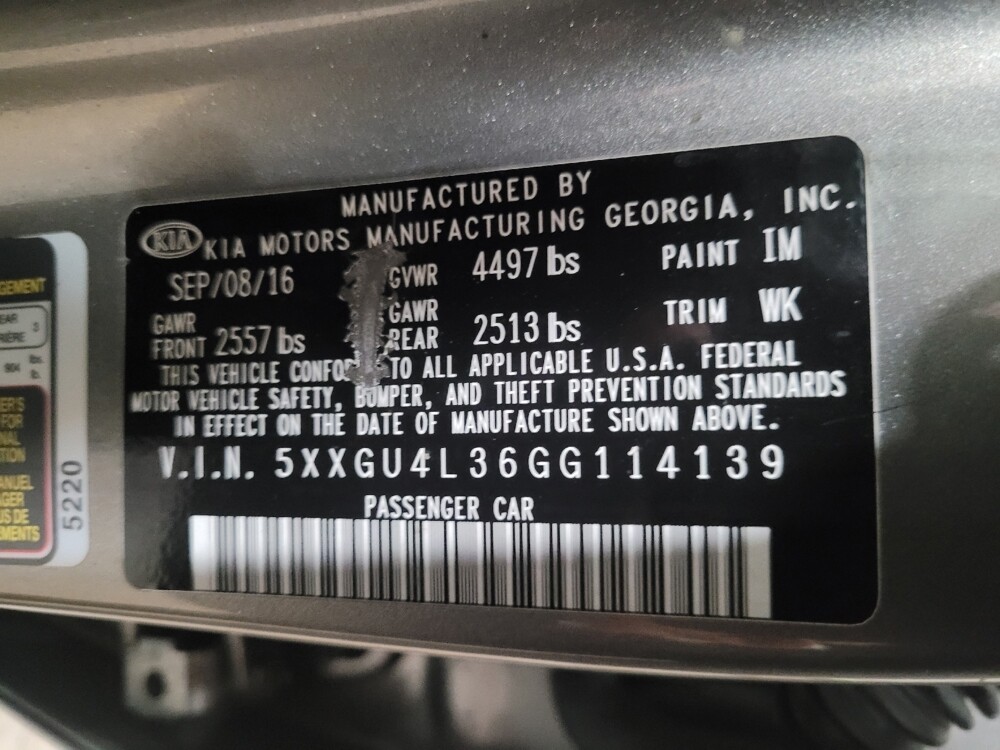 MANUFACTURED BY
KIA KIA MOTORS MANUFACTURING GEORGIA, INC.
SEP/08/16 GVWR 4497 lbs PAINT IM
GAWR FRONT 2557 lbs GAWR REAR 2513 lbs TRIM WK
THIS VEHICLE TO ALL APPLICABLE U.S.A. FEDERAL
MOTOR VEHICLE SAFETY, BUMPER, AND THEFT PREVENTION STANDARDS
IN EFFECT ON THE DATE OF MANUFACTURE SHOWN ABOVE.
V.I.N. 5XXGU4L36GG114139
PASSENGER CAR
5220